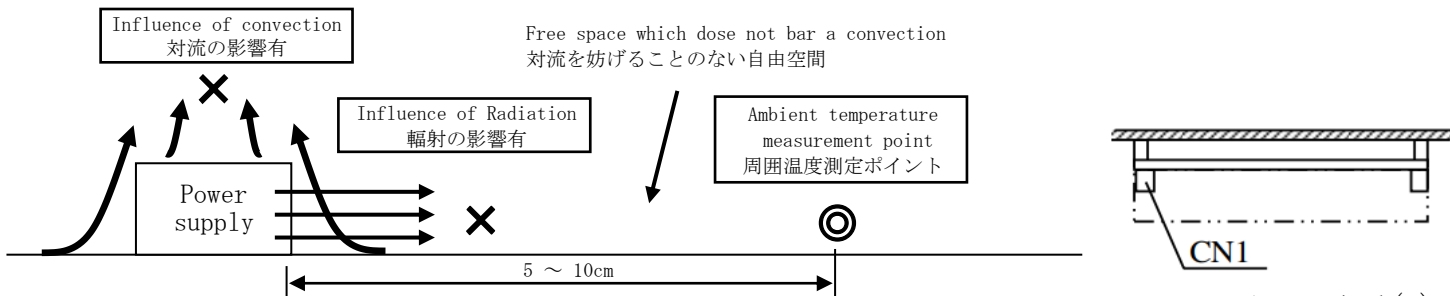 Influence of convection
対流の影響有
Free space which dose not bar a convection
対流を妨げることのない自由空間
Influence of Radiation
輻射の影響有
Ambient temperature
measurement point
周囲温度測定ポイント
Power
supply
5 ～ 10cm
CN1